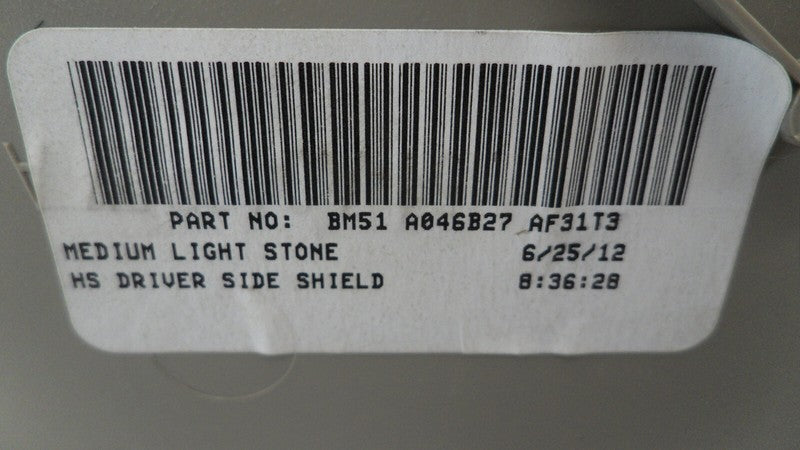 PART NO: BM51 A046B27 AF31T3
MEDIUM LIGHT STONE 6/25/12
HS DRIVER SIDE SHIELD 8:36:28